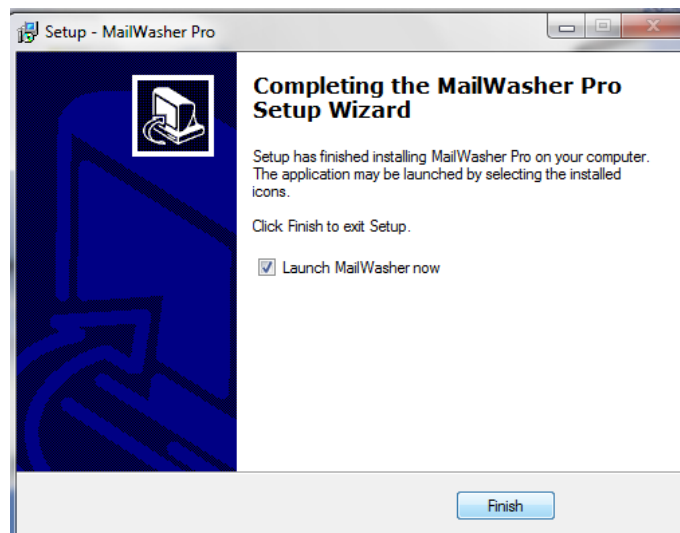 Setup - MailWasher Pro
Completing the MailWasher Pro
Setup Wizard
Setup has finished installing MailWasher Pro on your computer.
The application may be launched by selecting the installed
icons.
Click Finish to exit Setup.
Launch MailWasher now
Finish